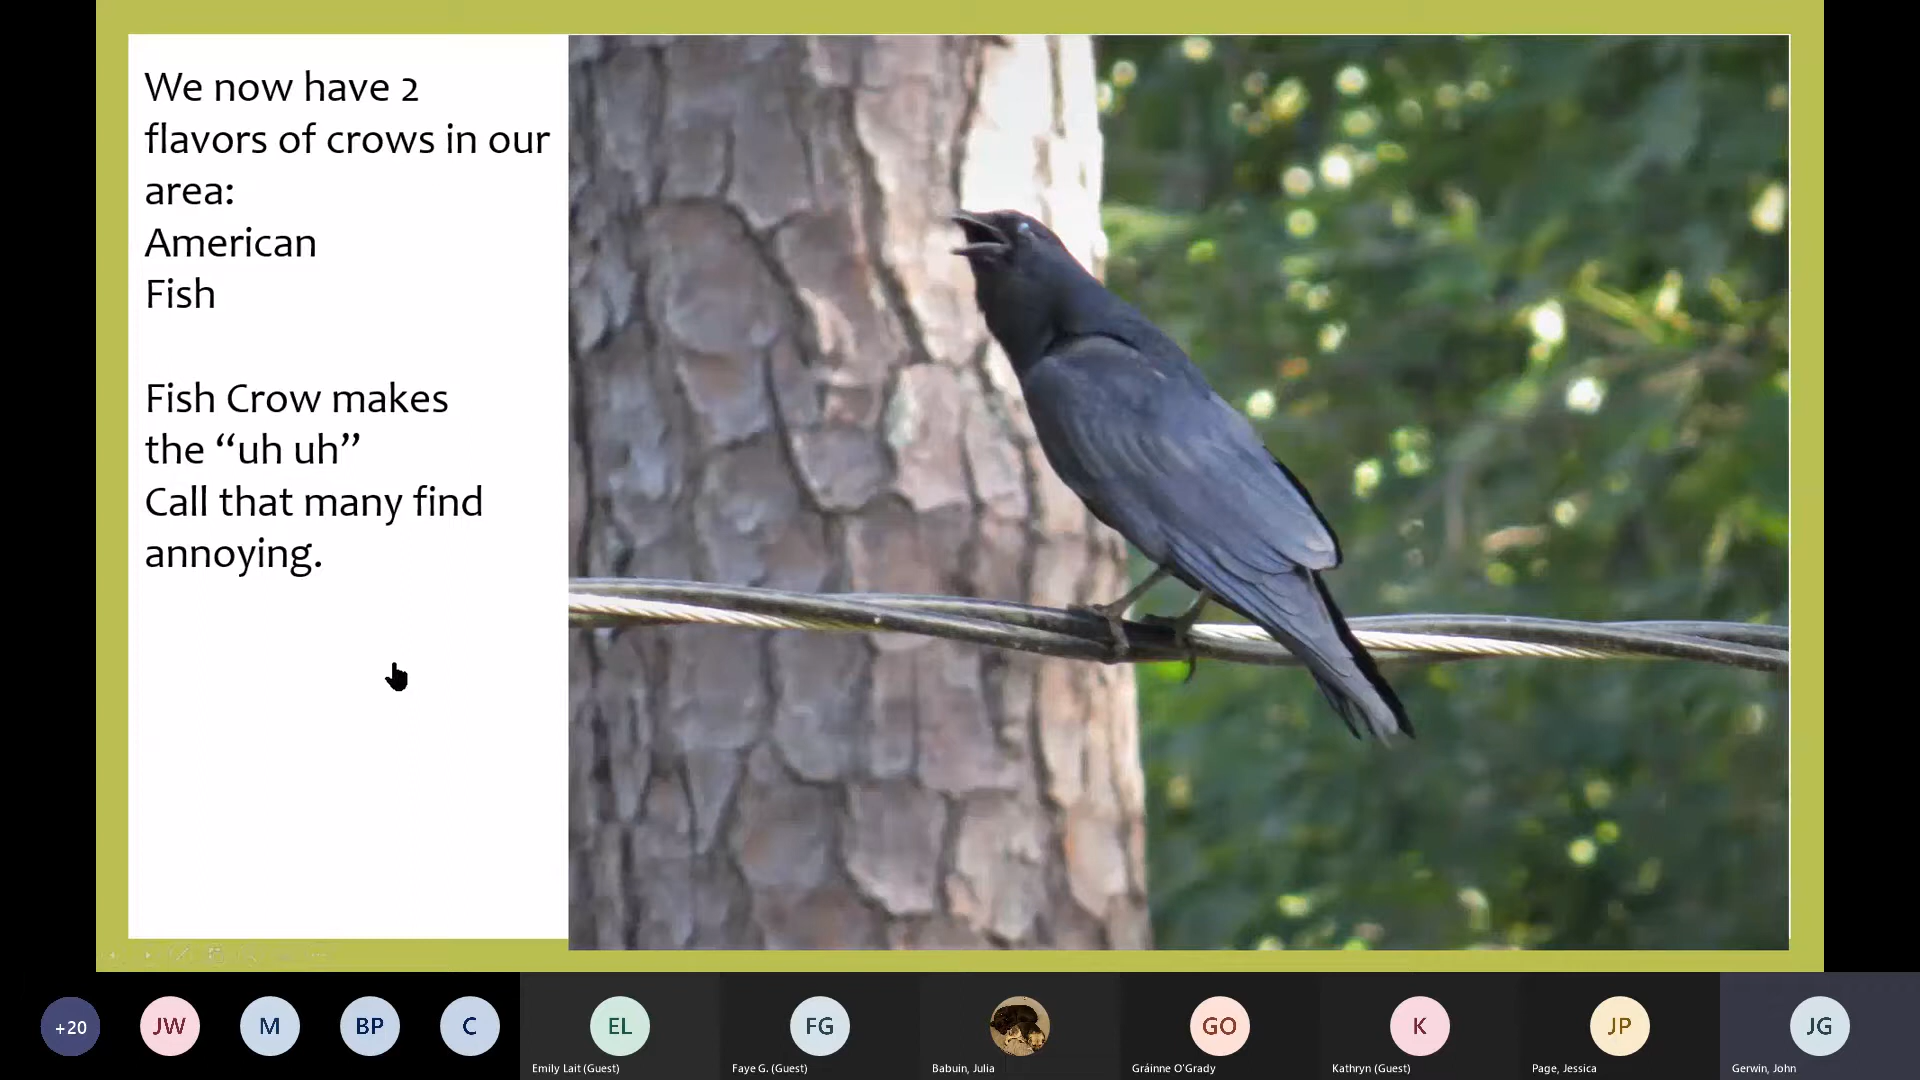 We now have 2
flavors of crows in our
area:
American
Fish
Fish Crow makes
the “uh uh”
Call that many find
annoying.
+20
JW
M
BP
C
EL
FG
GO
K
JP
JG
Emily Lait (Guest)
Faye G. (Guest)
Babuin, Julia
Gráinne O'Grady
Kathryn (Guest)
Page, Jessica
Gerwin, John